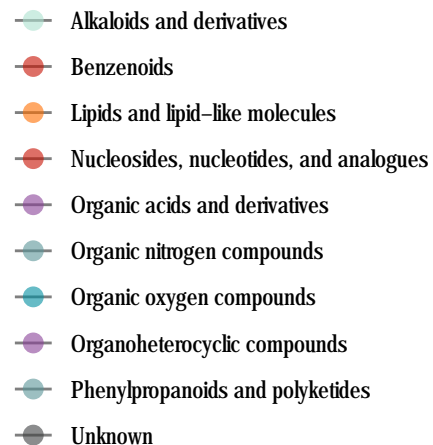 Alkaloids and derivatives
Benzenoids
Lipids and lipid–like molecules
Nucleosides, nucleotides, and analogues
Organic acids and derivatives
Organic nitrogen compounds
Organic oxygen compounds
Organoheterocyclic compounds
Phenylpropanoids and polyketides
Unknown